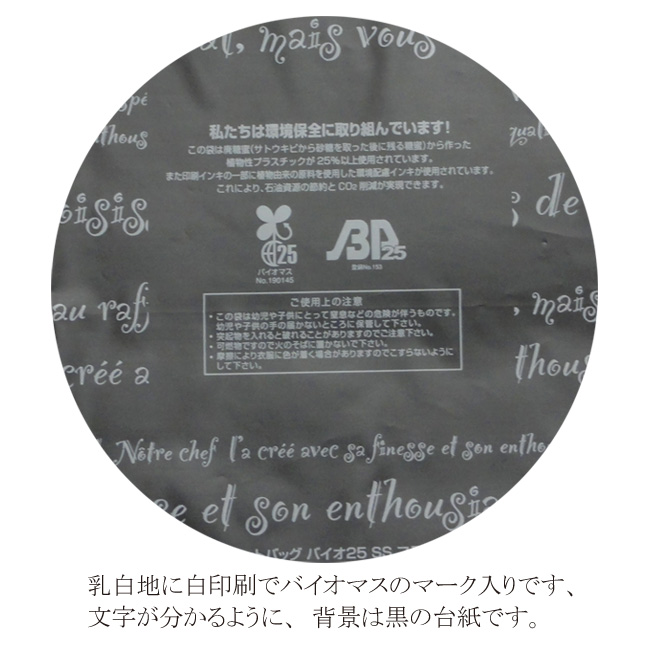 at, mais vous
私たちは環境保全に取り組んでいます!
この袋は廃糖蜜(サトウキビから砂糖を取った後に残る糖蜜)から作った
植物性プラスチックが25%以上使用されています。
また印刷インキの一部に植物由来の原料を使用した環境配慮インキが使用されています。
これにより、石油資源の節約とCO₂削減が実現できます。
de
25
バイオマス
No.190145
ABA 25
登録No.153
au raf
mais
créé a
ご使用上の注意
・この袋は幼児や子供にとって窒息などの危険が伴うものです。
幼児や子供の手の届かないところに保管して下さい。
・突起物を入れると破れることがありますのでご注意下さい。
・可燃物ですので火のそばに置かないで下さい。
・摩擦により衣服に色が着く場合がありますのでこすらないように
して下さい。
Nôtre chef l'a créé avec sa finesse et son enthou
se et son enthousia
トバッグ バイオ25 SS
乳白地に白印刷でバイオマスのマーク入りです、
文字が分かるように、背景は黒の台紙です。